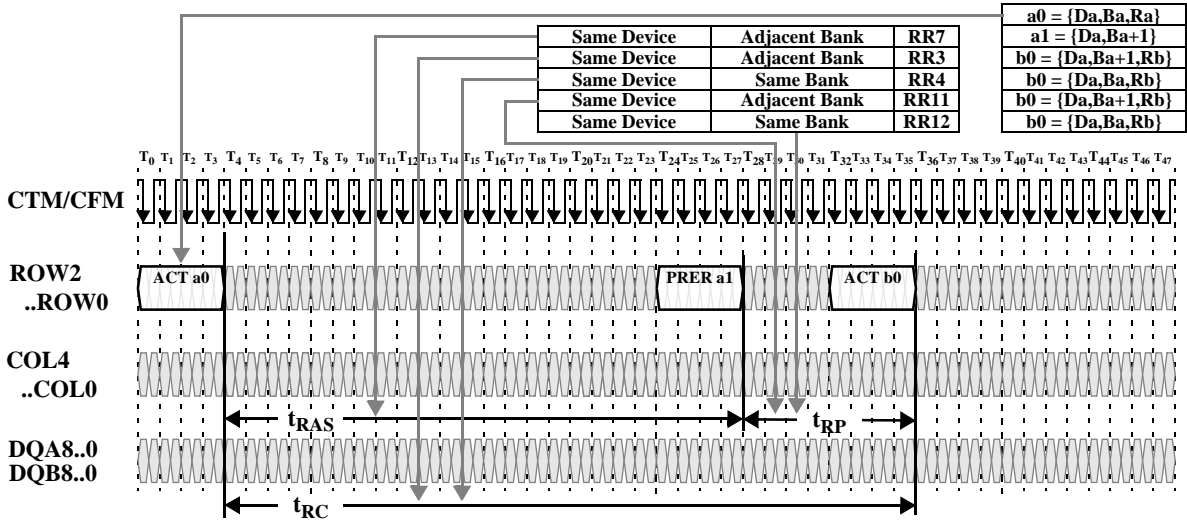 a0 = {Da,Ba,Ra}
Same Device Adjacent Bank RR7 a1 = {Da,Ba+1}
Same Device Adjacent Bank RR3 b0 = {Da,Ba+1,Rb}
Same Device Same Bank RR4 b0 = {Da,Ba,Rb}
Same Device Adjacent Bank RR11 b0 = {Da,Ba+1,Rb}
Same Device Same Bank RR12 b0 = {Da,Ba,Rb}
T0 T1 T2 T3 T4 T5 T6 T7 T8 T9 T10 T11 T12 T13 T14 T15 T16 T17 T18 T19 T20 T21 T22 T23 T24 T25 T26 T27 T28 T29 T30 T31 T32 T33 T34 T35 T36 T37 T38 T39 T40 T41 T42 T43 T44 T45 T46 T47
CTM/CFM
ROW2
..ROW0
ACT a0 PRER a1 ACT b0
COL4
..COL0
tRAS tRP
DQA8..0
DQB8..0
tRC